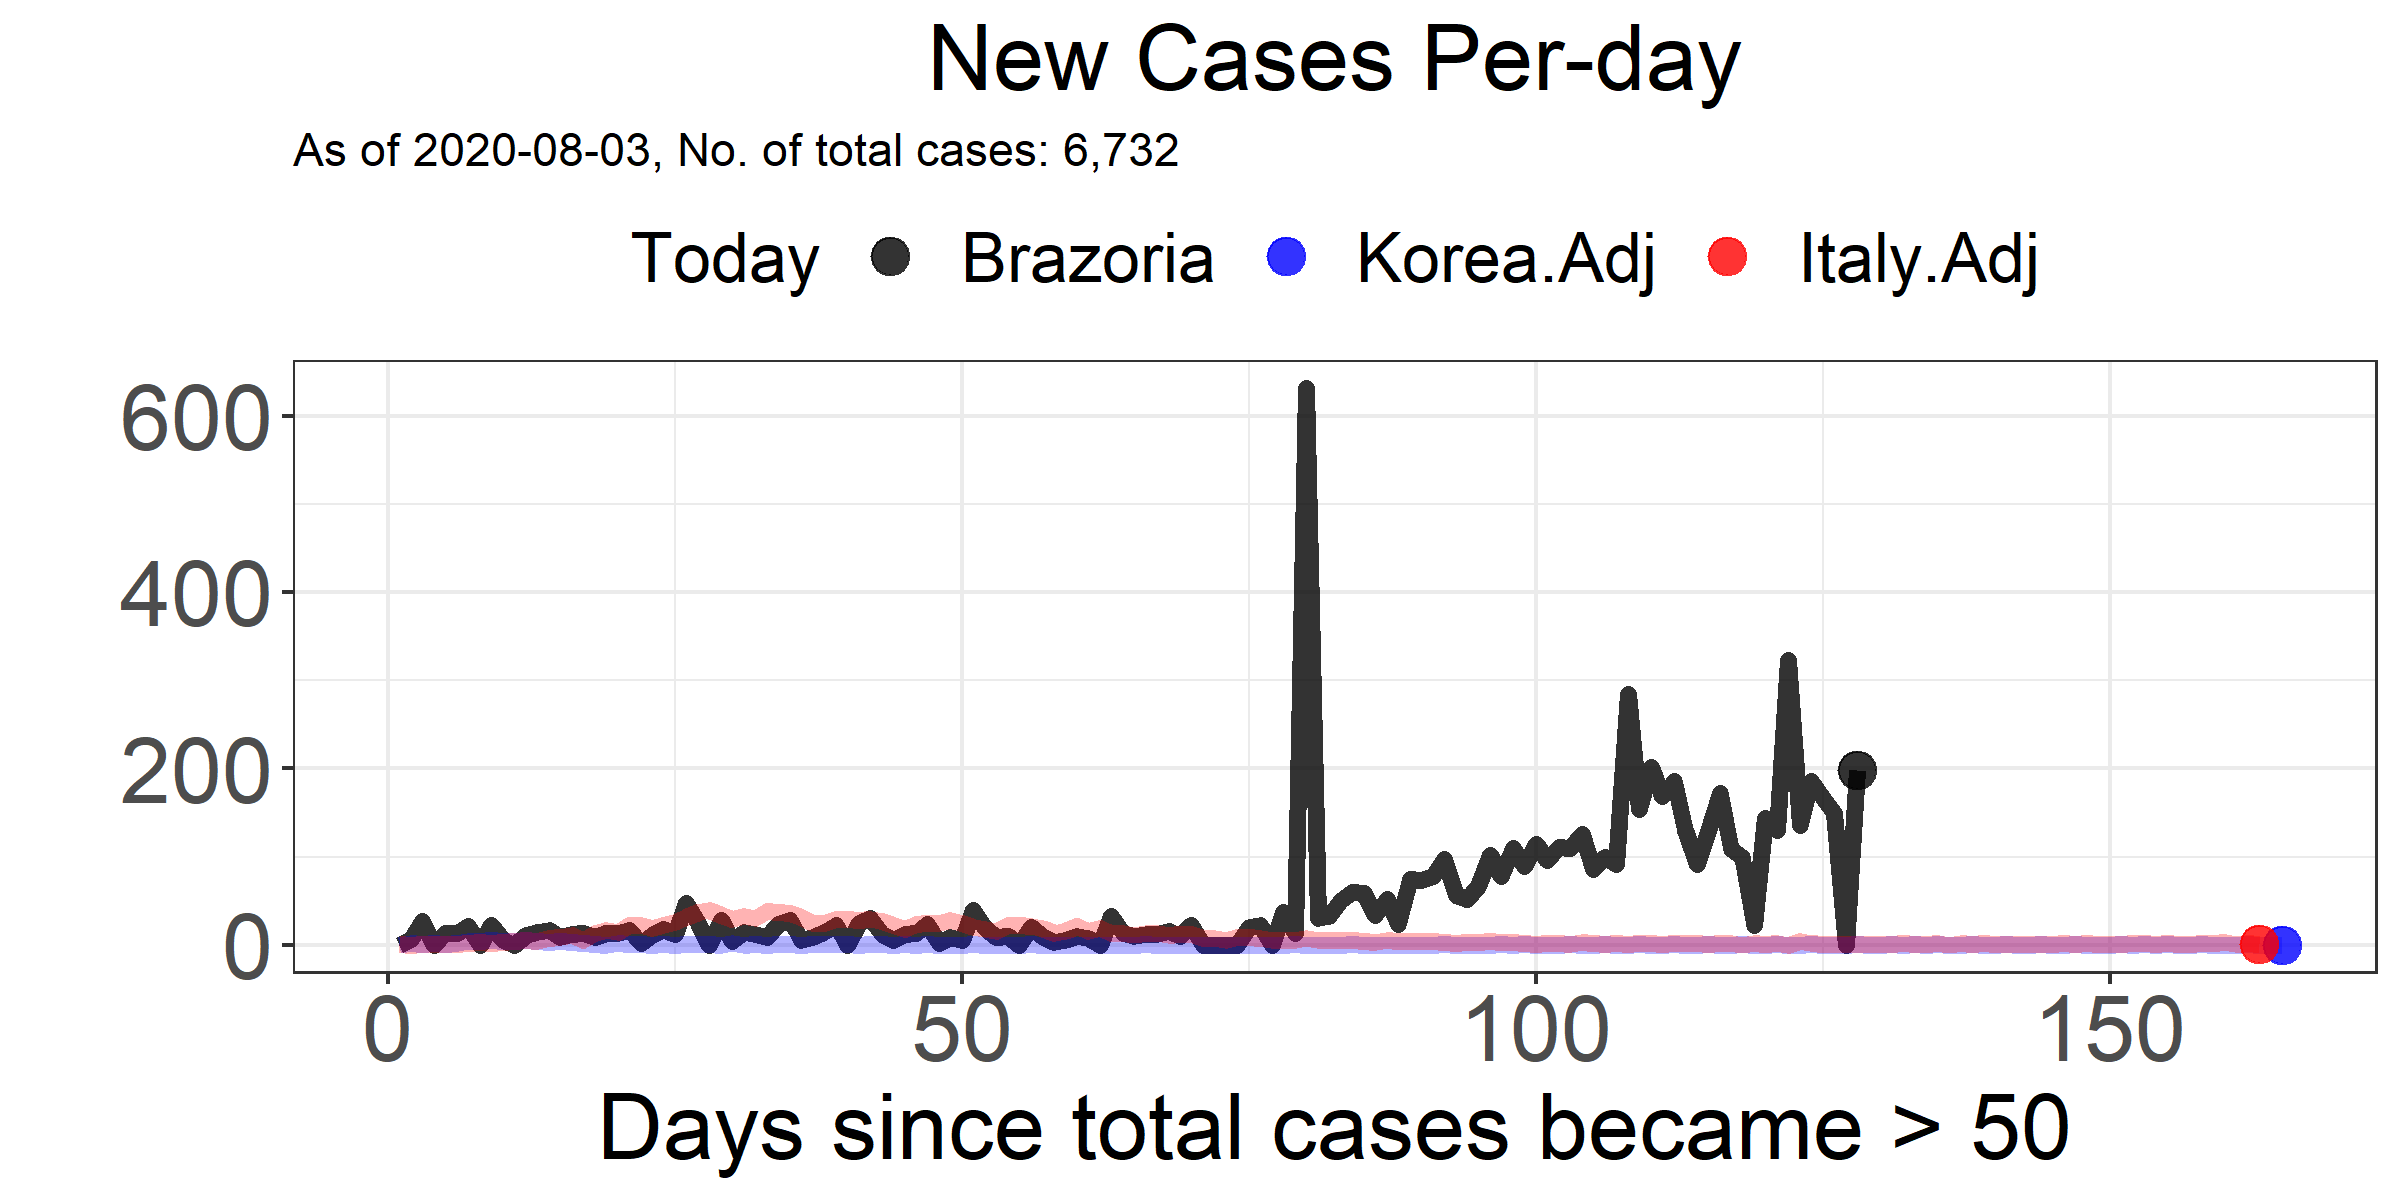 New Cases Per-day
As of 2020-08-03, No. of total cases: 6,732
Today Brazoria Korea.Adj Italy.Adj
600
400
200
0
0 50 100 150
Days since total cases became > 50